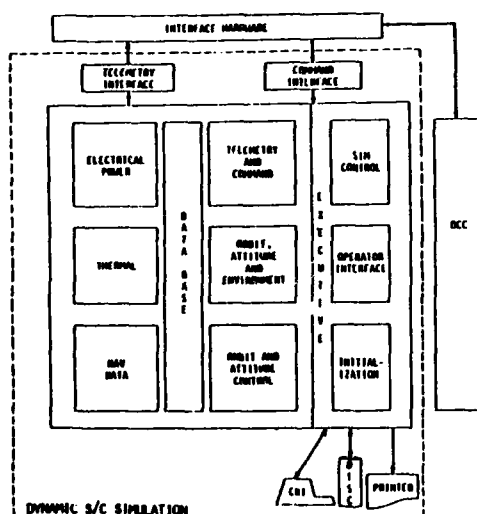 INTERFACE HARDWARE
TELEMETRY
INTERFACE
COMMAND
INTERFACE
ELECTRICAL
POWER
TELEMETRY
AND
COMMAND
SIM
CONTROL
DATA BASE
EXECUTIVE
OCC
THERMAL
ORBIT,
ATTITUDE
AND
ENVIRONMENT
OPERATOR
INTERFACE
NAV
DATA
ORBIT AND
ATTITUDE
CONTROL
INITIAL-
IZATION
CRT
DISC
PRINTER
DYNAMIC S/C SIMULATION